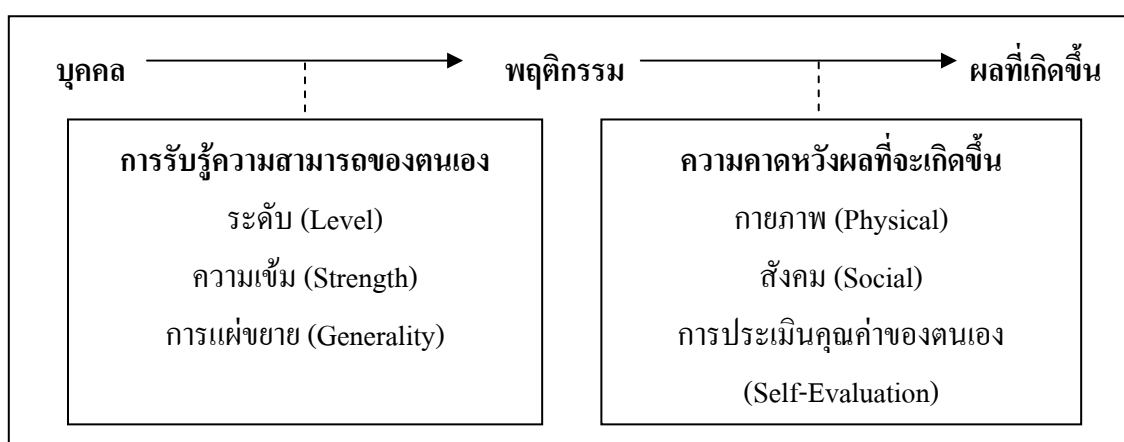 บุคคล พฤติกรรม ผลที่เกิดขึ้น
การรับรู้ความสามารถของตนเอง
ระดับ (Level)
ความเข้ม (Strength)
การแผ่ขยาย (Generality)
ความคาดหวังผลที่จะเกิดขึ้น
กายภาพ (Physical)
สังคม (Social)
การประเมินคุณค่าของตนเอง
(Self-Evaluation)